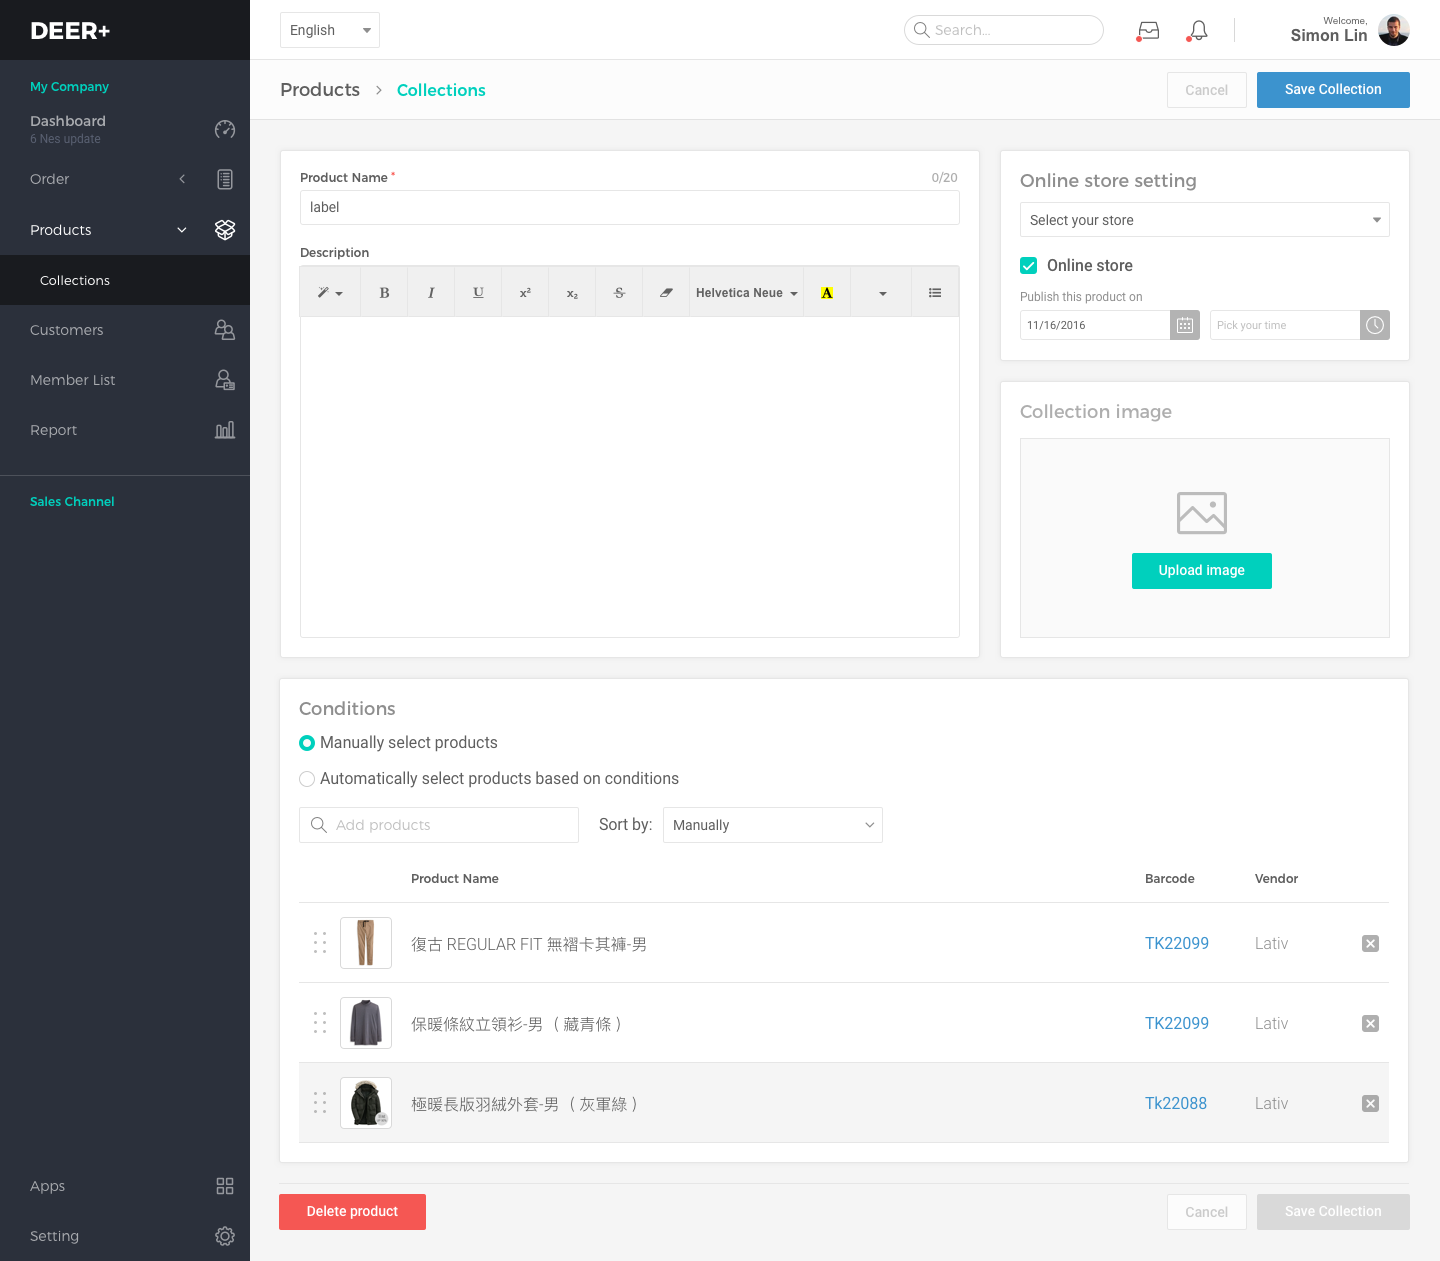 DEER+
English
Search...
Welcome,
Simon Lin
My Company
Dashboard
6 Nes update
Order
Products
Collections
Customers
Member List
Report
Sales Channel
Apps
Setting
Products > Collections
Cancel
Save Collection
Product Name *
0/20
label
Description
B I U x² x₂ S Helvetica Neue A
Online store setting
Select your store
Online store
Publish this product on
11/16/2016
Pick your time
Collection image
Upload image
Conditions
Manually select products
Automatically select products based on conditions
Add products
Sort by: Manually
Product Name Barcode Vendor
復古 REGULAR FIT 無褶卡其褲-男 TK22099 Lativ
保暖條紋立領衫-男（藏青條） TK22099 Lativ
極暖長版羽絨外套-男（灰軍綠） Tk22088 Lativ
Delete product
Cancel
Save Collection